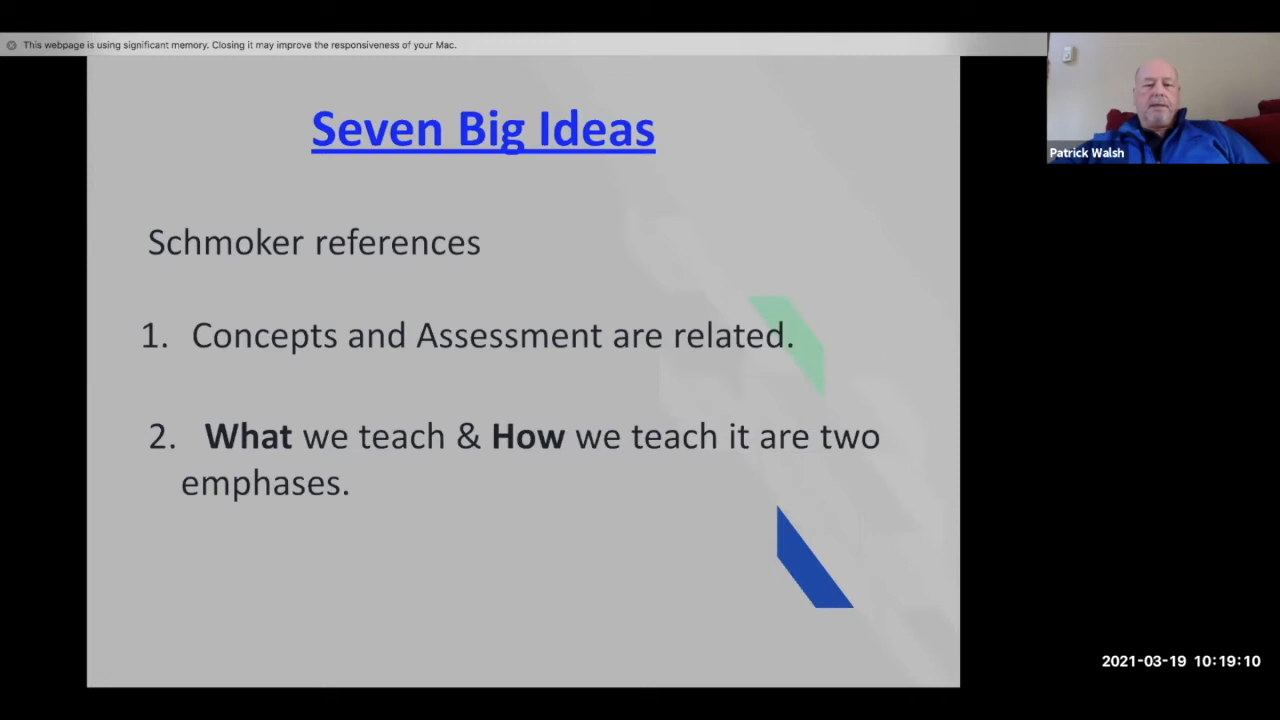 This webpage is using significant memory. Closing it may improve the responsiveness of your Mac.
Seven Big Ideas
Patrick Walsh
Schmoker references
1. Concepts and Assessment are related.
2. What we teach & How we teach it are two
emphases.
2021-03-19 10:19:10